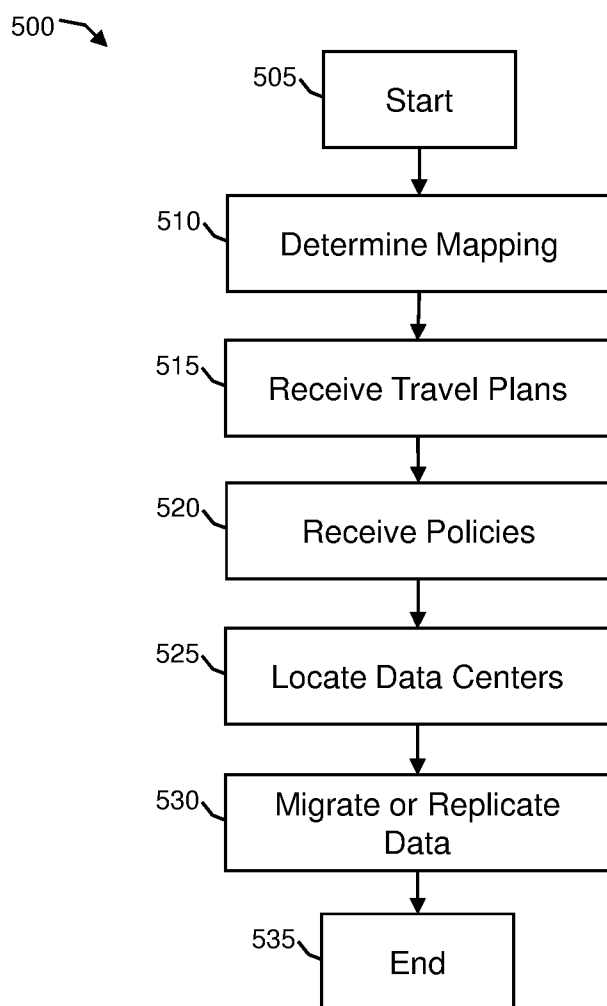 500
505
Start
510
Determine Mapping
515
Receive Travel Plans
520
Receive Policies
525
Locate Data Centers
530
Migrate or Replicate
Data
535
End